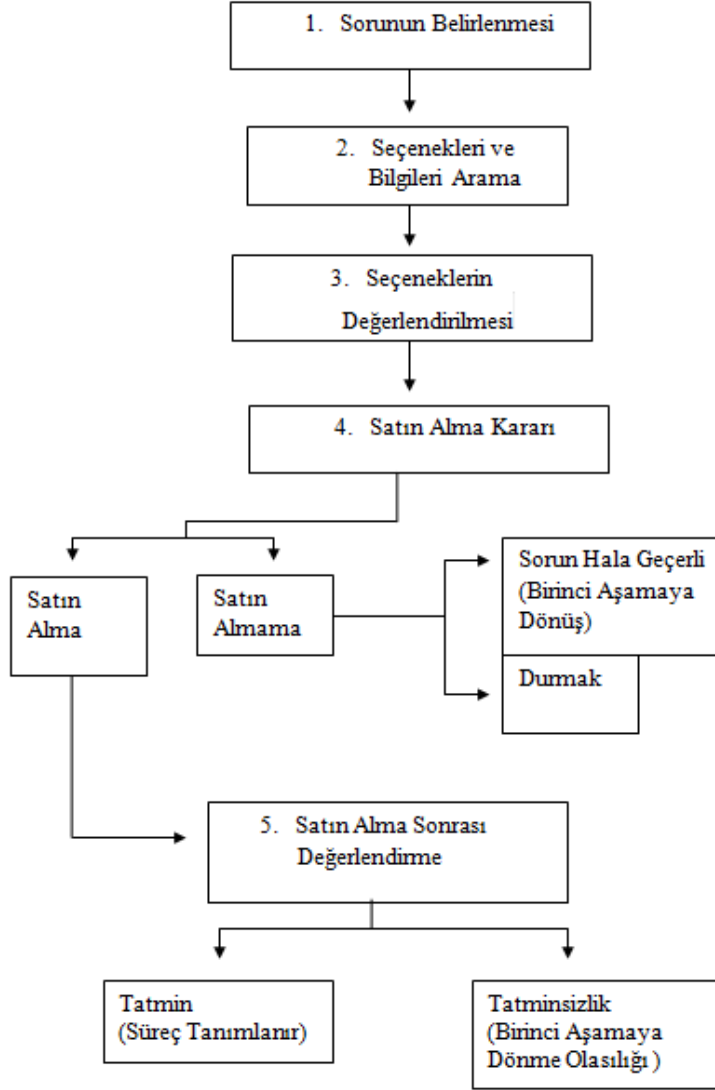 1. Sorunun Belirlenmesi
2. Seçenekleri ve
Bilgileri Arama
3. Seçeneklerin
Değerlendirilmesi
4. Satın Alma Kararı
Satın
Alma
Satın
Almama
Sorun Hala Geçerli
(Birinci Aşamaya
Dönüş)
Durmak
5. Satın Alma Sonrası
Değerlendirme
Tatmin
(Süreç Tanımlanır)
Tatminsizlik
(Birinci Aşamaya
Dönme Olasılığı )